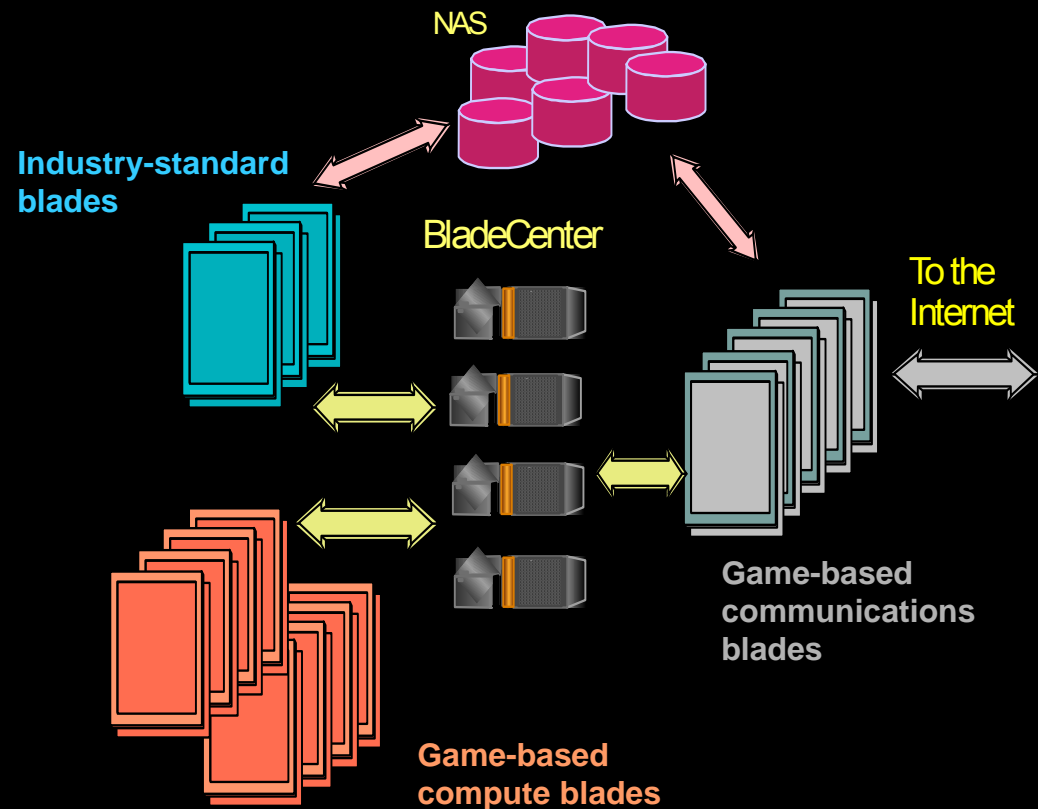 NAS
Industry-standard
blades
BladeCenter
To the
Internet
Game-based
communications
blades
Game-based
compute blades